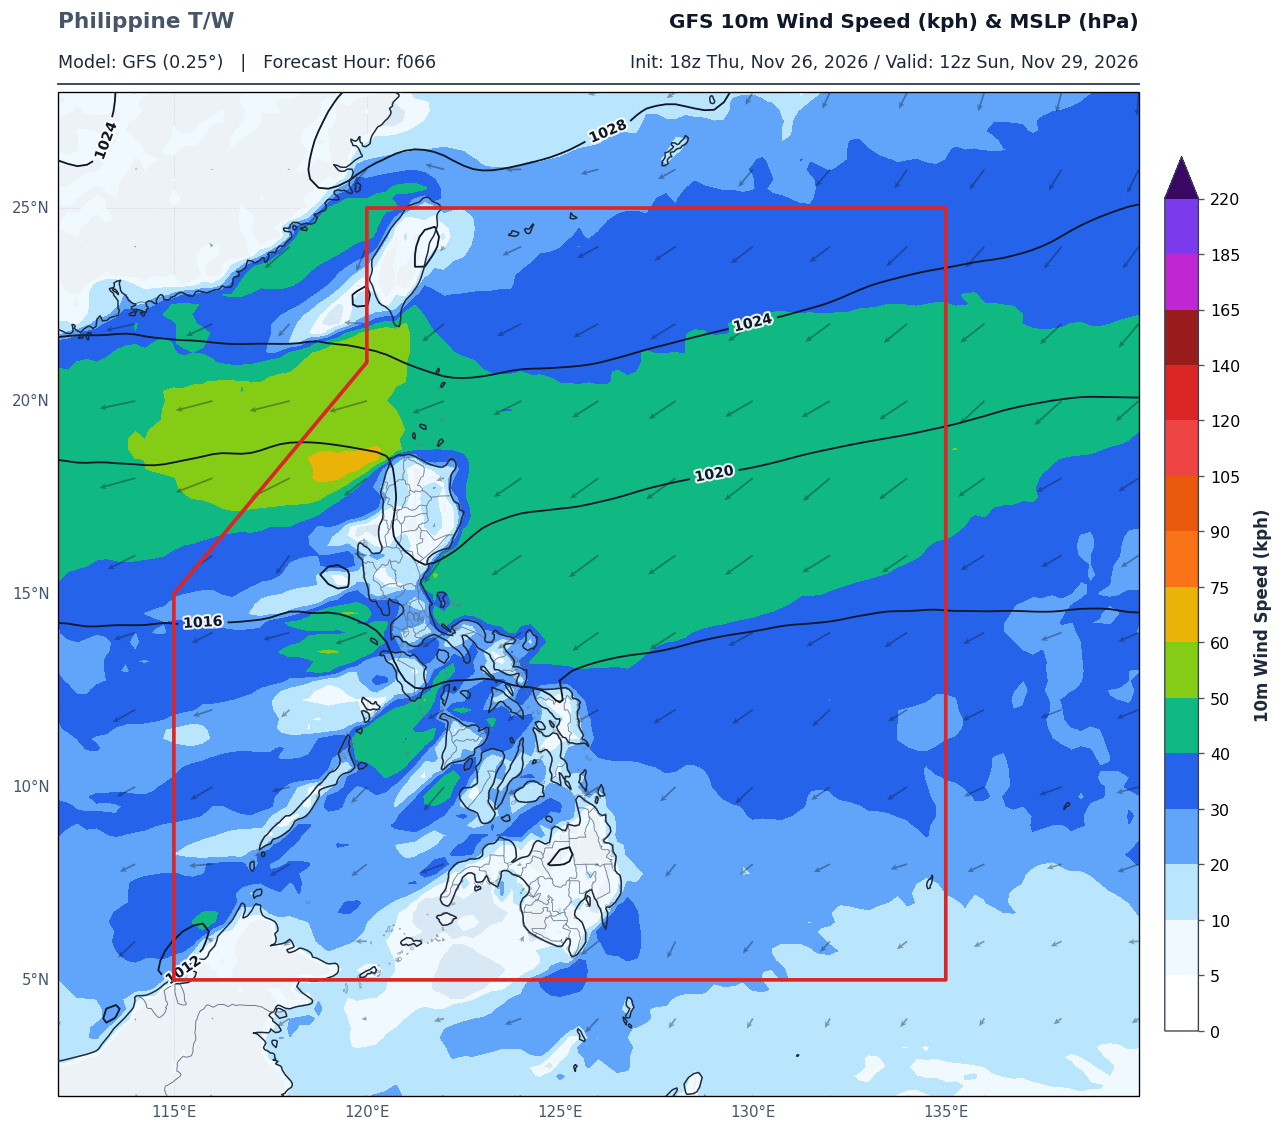 Philippine T/W
GFS 10m Wind Speed (kph) & MSLP (hPa)
Model: GFS (0.25°)   |   Forecast Hour: f066
Init: 18z Thu, Nov 26, 2026 / Valid: 12z Sun, Nov 29, 2026
1024
1028
25°N
1024
20°N
1020
15°N
1016
10°N
1012
5°N
115°E
120°E
125°E
130°E
135°E
220
185
165
140
120
105
90
75
60
50
40
30
20
10
5
0
10m Wind Speed (kph)